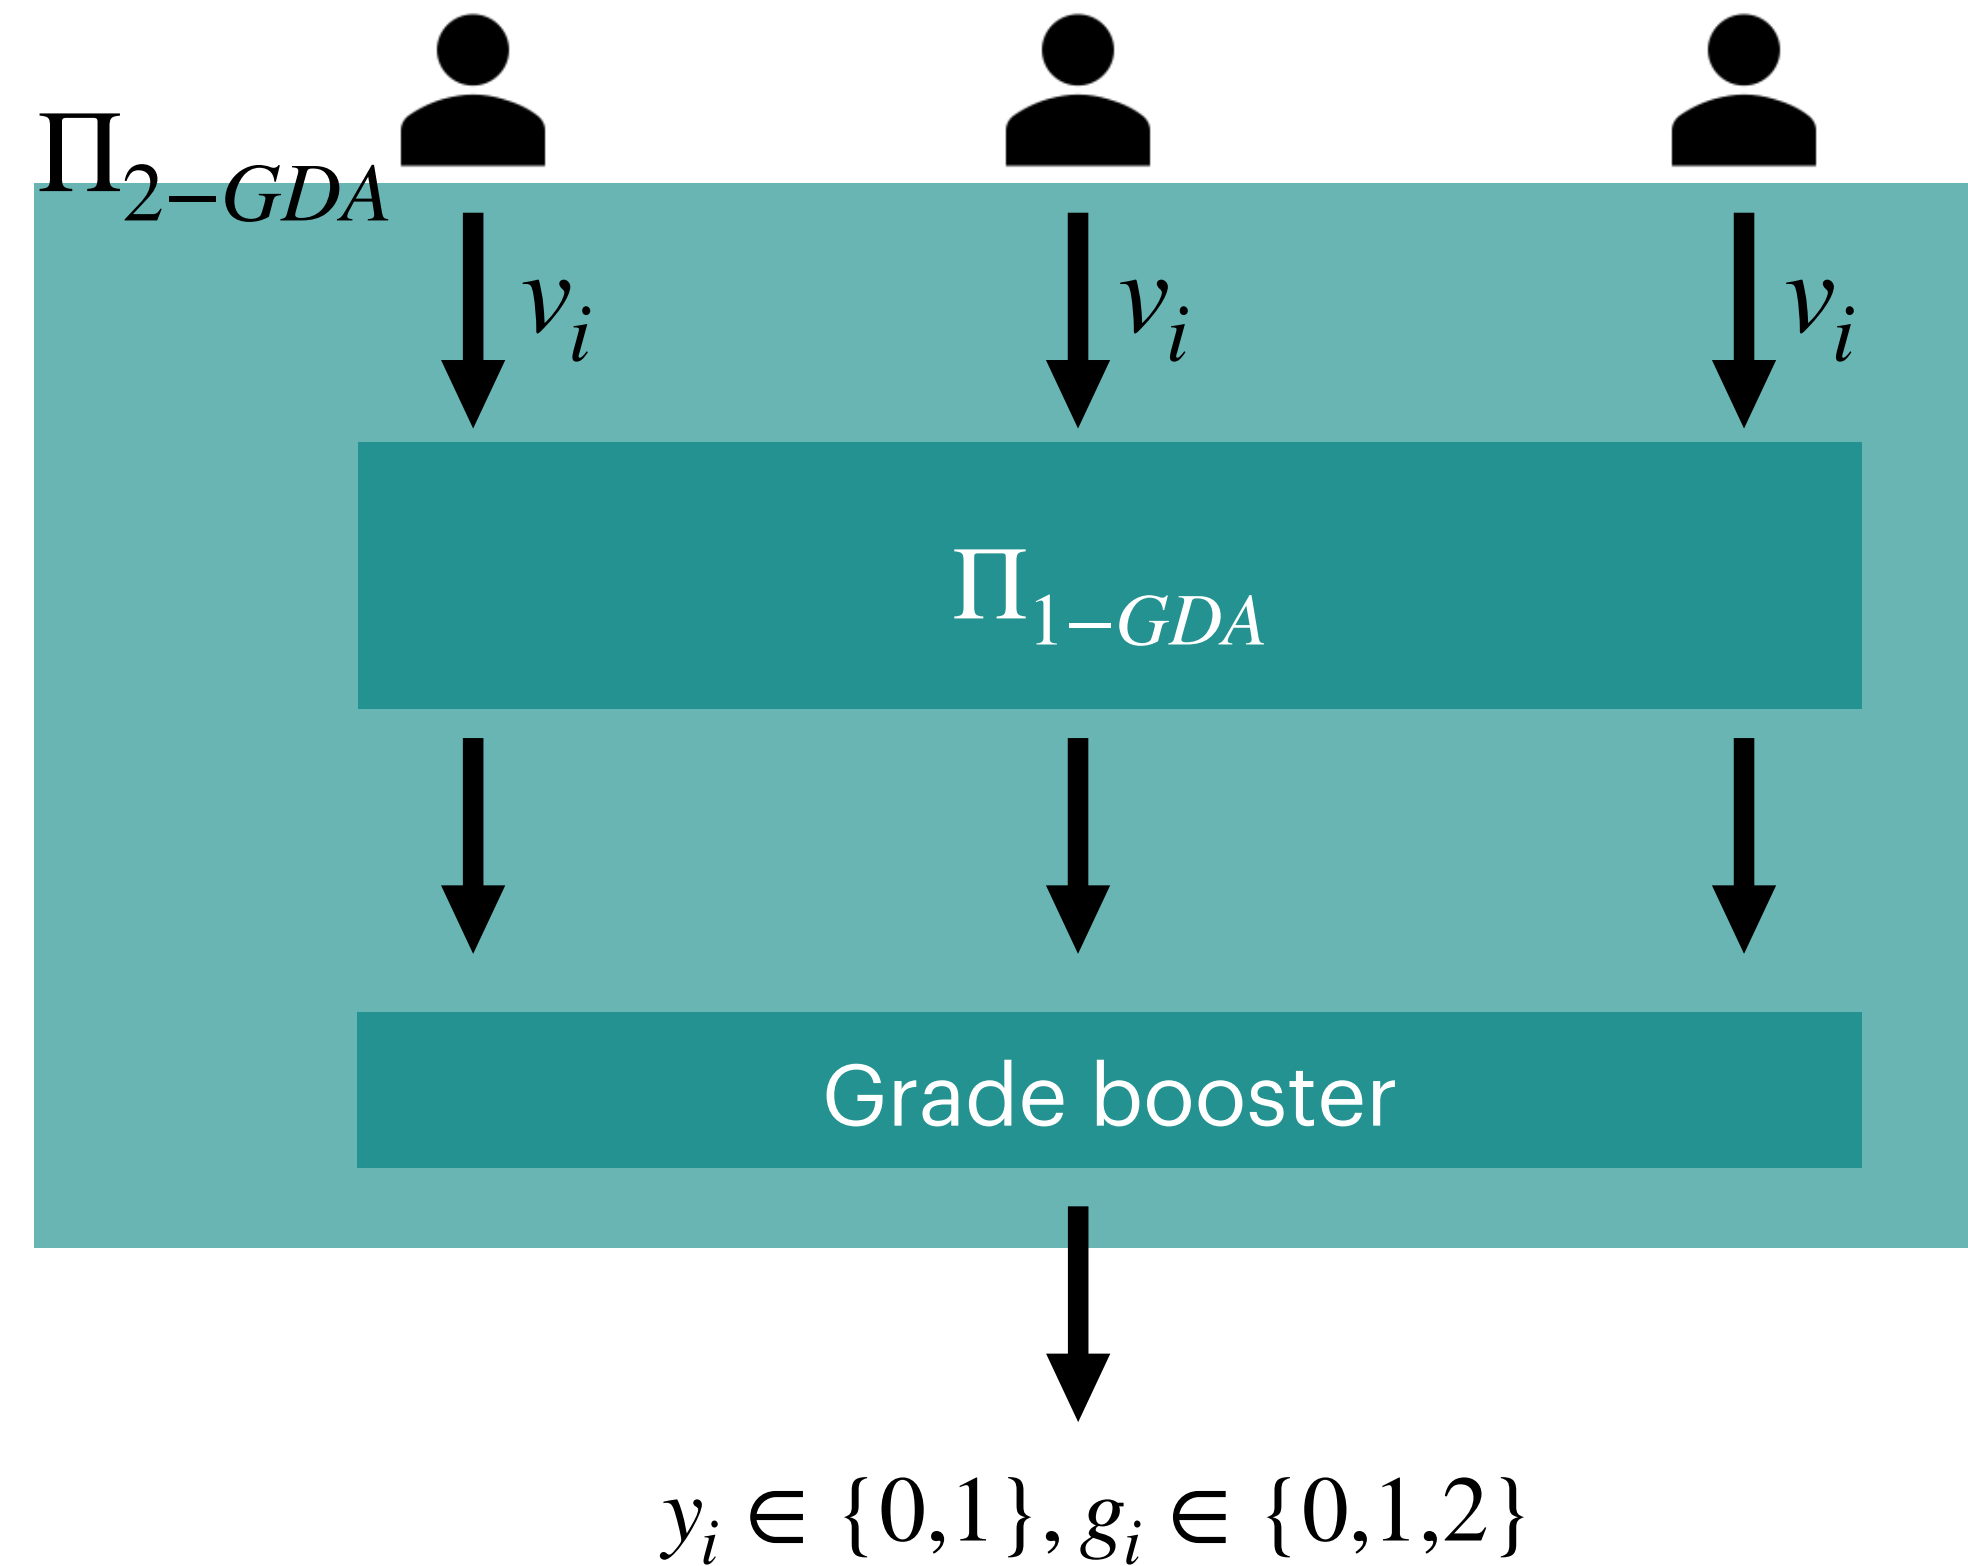 Π₂₋GDA
vᵢ vᵢ vᵢ
Π₁₋GDA
Grade booster
yᵢ ∈ {0,1}, gᵢ ∈ {0,1,2}